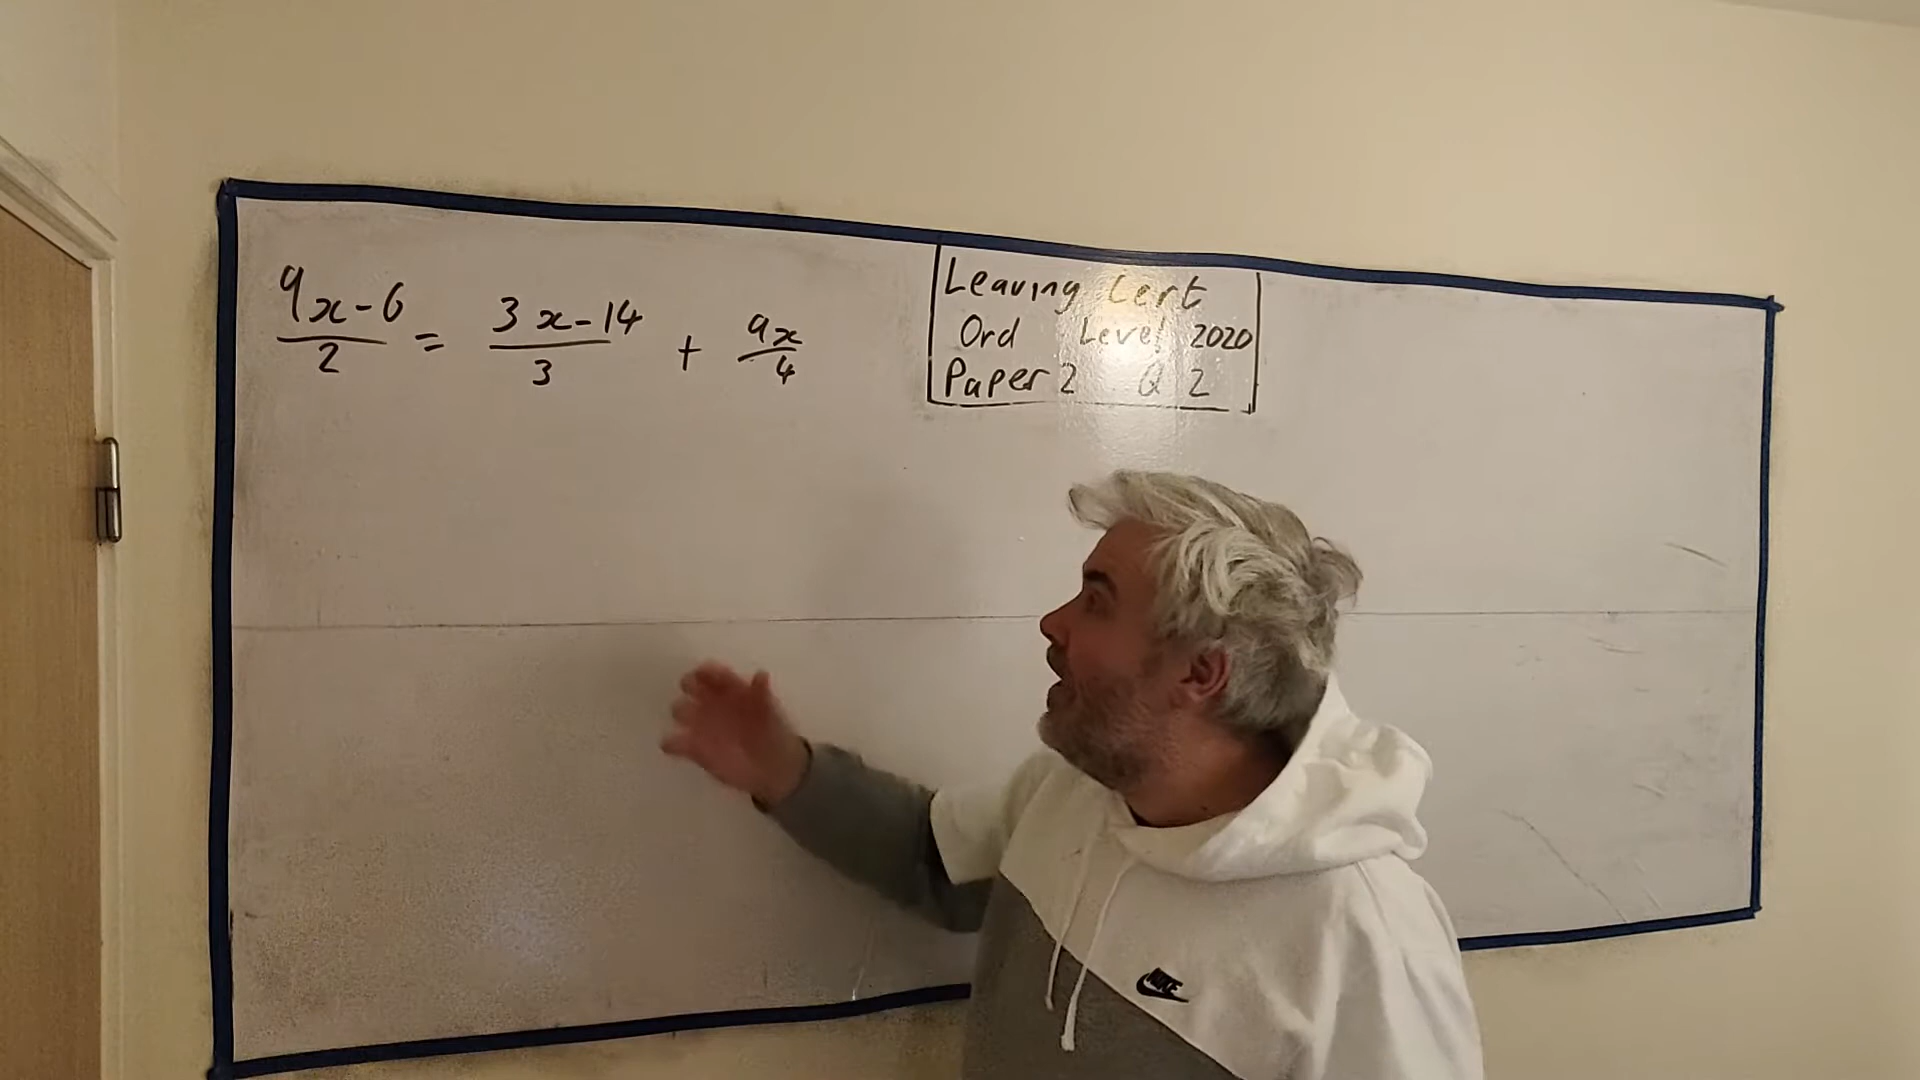 9x-6/2 = 3x-14/3 + 9x/4
Leaving Cert
Ord Level 2020
Paper 2 Q 2
NIKE